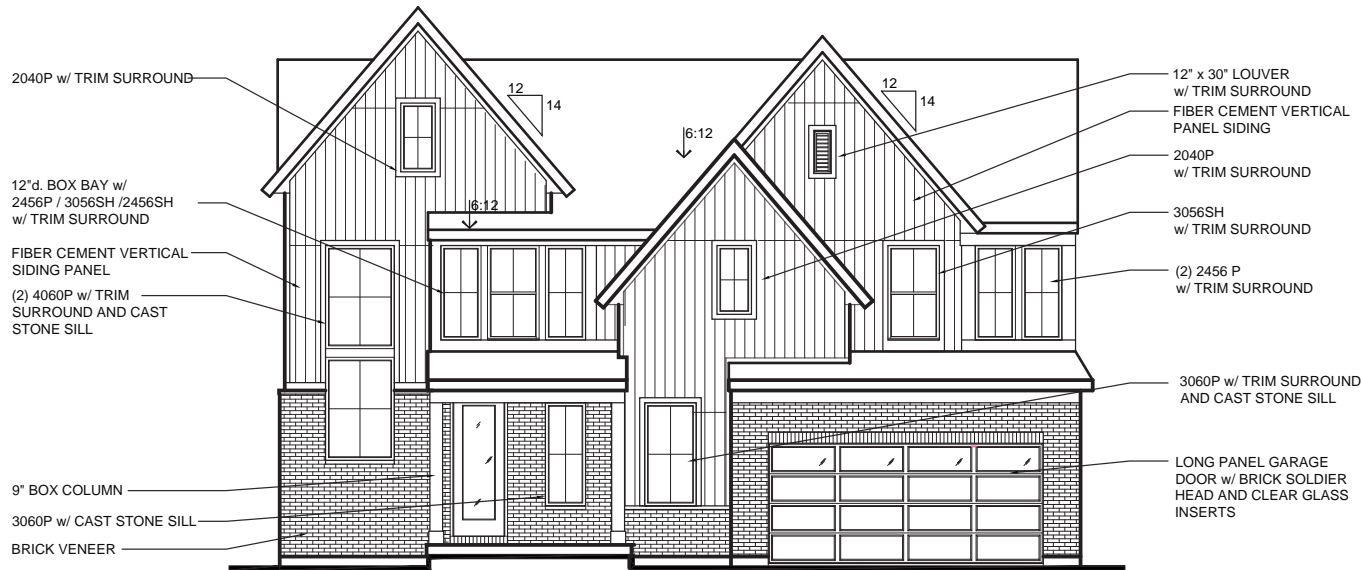 2040P w/ TRIM SURROUND
12"d. BOX BAY w/
2456P / 3056SH /2456SH
w/ TRIM SURROUND
FIBER CEMENT VERTICAL
SIDING PANEL
(2) 4060P w/ TRIM
SURROUND AND CAST
STONE SILL
9" BOX COLUMN
3060P w/ CAST STONE SILL
BRICK VENEER
12
14
6:12
6:12
12
14
12" x 30" LOUVER
w/ TRIM SURROUND
FIBER CEMENT VERTICAL
PANEL SIDING
2040P
w/ TRIM SURROUND
3056SH
w/ TRIM SURROUND
(2) 2456 P
w/ TRIM SURROUND
3060P w/ TRIM SURROUND
AND CAST STONE SILL
LONG PANEL GARAGE
DOOR w/ BRICK SOLDIER
HEAD AND CLEAR GLASS
INSERTS